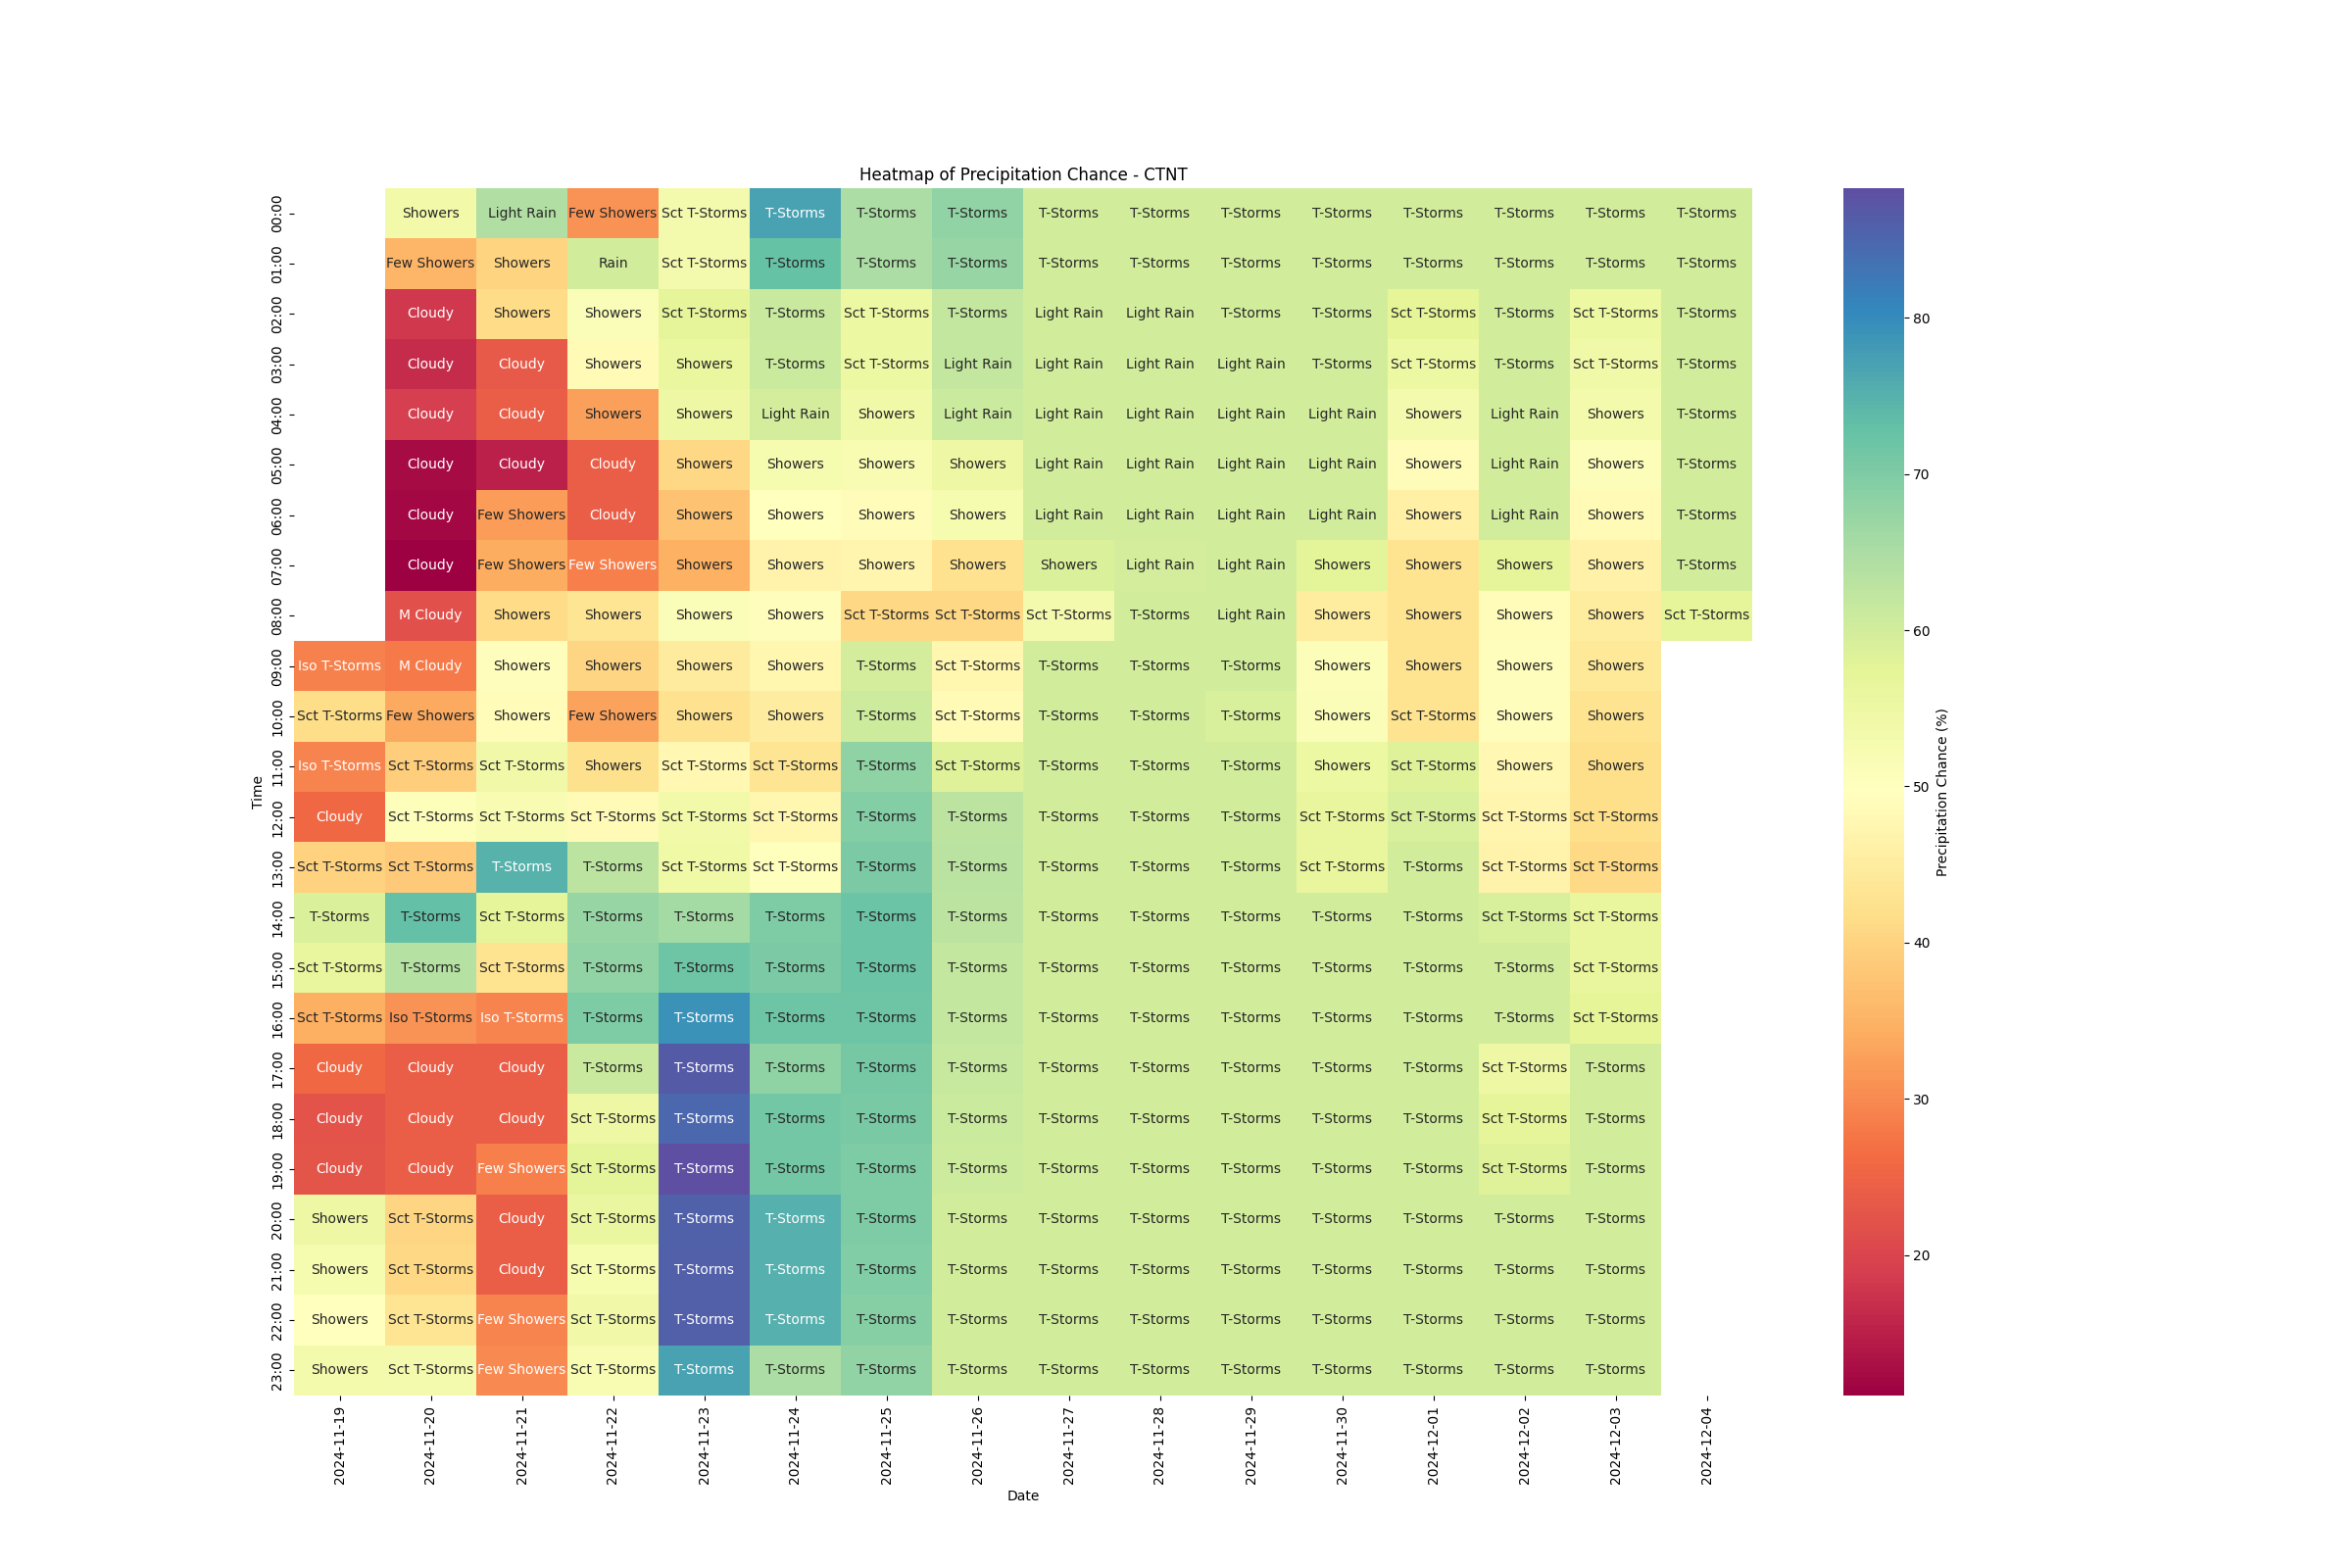 Heatmap of Precipitation Chance - CTNT
00:00 Showers Light Rain Few Showers Sct T-Storms T-Storms T-Storms T-Storms T-Storms T-Storms T-Storms T-Storms T-Storms T-Storms T-Storms T-Storms
01:00 Few Showers Showers Rain Sct T-Storms T-Storms T-Storms T-Storms T-Storms T-Storms T-Storms T-Storms T-Storms T-Storms T-Storms T-Storms
02:00 Cloudy Showers Showers Sct T-Storms T-Storms Sct T-Storms T-Storms Light Rain Light Rain T-Storms T-Storms Sct T-Storms T-Storms Sct T-Storms T-Storms
03:00 Cloudy Cloudy Showers Showers T-Storms Sct T-Storms Light Rain Light Rain Light Rain Light Rain T-Storms Sct T-Storms T-Storms Sct T-Storms T-Storms
04:00 Cloudy Cloudy Showers Showers Light Rain Showers Light Rain Light Rain Light Rain Light Rain Light Rain Showers Light Rain Showers T-Storms
05:00 Cloudy Cloudy Cloudy Showers Showers Showers Showers Light Rain Light Rain Light Rain Light Rain Showers Light Rain Showers T-Storms
06:00 Cloudy Few Showers Cloudy Showers Showers Showers Showers Light Rain Light Rain Light Rain Light Rain Showers Light Rain Showers T-Storms
07:00 Cloudy Few Showers Few Showers Showers Showers Showers Showers Showers Light Rain Light Rain Showers Showers Showers Showers T-Storms
08:00 M Cloudy Showers Showers Showers Showers Sct T-Storms Sct T-Storms Sct T-Storms T-Storms Light Rain Showers Showers Showers Showers Sct T-Storms
09:00 Iso T-Storms M Cloudy Showers Showers Showers Showers T-Storms Sct T-Storms T-Storms T-Storms T-Storms Showers Showers Showers Showers
10:00 Sct T-Storms Few Showers Showers Few Showers Showers Showers T-Storms Sct T-Storms T-Storms T-Storms T-Storms Showers Sct T-Storms Showers Showers
11:00 Iso T-Storms Sct T-Storms Sct T-Storms Showers Sct T-Storms Sct T-Storms T-Storms Sct T-Storms T-Storms T-Storms T-Storms Showers Sct T-Storms Showers Showers
12:00 Cloudy Sct T-Storms Sct T-Storms Sct T-Storms Sct T-Storms Sct T-Storms T-Storms T-Storms T-Storms T-Storms T-Storms Sct T-Storms Sct T-Storms Sct T-Storms Sct T-Storms
13:00 Sct T-Storms Sct T-Storms T-Storms T-Storms Sct T-Storms Sct T-Storms T-Storms T-Storms T-Storms T-Storms T-Storms Sct T-Storms T-Storms Sct T-Storms Sct T-Storms
14:00 T-Storms T-Storms Sct T-Storms T-Storms T-Storms T-Storms T-Storms T-Storms T-Storms T-Storms T-Storms T-Storms T-Storms Sct T-Storms Sct T-Storms
15:00 Sct T-Storms T-Storms Sct T-Storms T-Storms T-Storms T-Storms T-Storms T-Storms T-Storms T-Storms T-Storms T-Storms T-Storms T-Storms Sct T-Storms
16:00 Sct T-Storms Iso T-Storms Iso T-Storms T-Storms T-Storms T-Storms T-Storms T-Storms T-Storms T-Storms T-Storms T-Storms T-Storms T-Storms Sct T-Storms
17:00 Cloudy Cloudy Cloudy T-Storms T-Storms T-Storms T-Storms T-Storms T-Storms T-Storms T-Storms T-Storms T-Storms Sct T-Storms T-Storms
18:00 Cloudy Cloudy Cloudy Sct T-Storms T-Storms T-Storms T-Storms T-Storms T-Storms T-Storms T-Storms T-Storms T-Storms Sct T-Storms T-Storms
19:00 Cloudy Cloudy Few Showers Sct T-Storms T-Storms T-Storms T-Storms T-Storms T-Storms T-Storms T-Storms T-Storms T-Storms Sct T-Storms T-Storms
20:00 Showers Sct T-Storms Cloudy Sct T-Storms T-Storms T-Storms T-Storms T-Storms T-Storms T-Storms T-Storms T-Storms T-Storms T-Storms T-Storms
21:00 Showers Sct T-Storms Cloudy Sct T-Storms T-Storms T-Storms T-Storms T-Storms T-Storms T-Storms T-Storms T-Storms T-Storms T-Storms T-Storms
22:00 Showers Sct T-Storms Few Showers Sct T-Storms T-Storms T-Storms T-Storms T-Storms T-Storms T-Storms T-Storms T-Storms T-Storms T-Storms T-Storms
23:00 Showers Sct T-Storms Few Showers Sct T-Storms T-Storms T-Storms T-Storms T-Storms T-Storms T-Storms T-Storms T-Storms T-Storms T-Storms T-Storms
Time
2024-11-19 2024-11-20 2024-11-21 2024-11-22 2024-11-23 2024-11-24 2024-11-25 2024-11-26 2024-11-27 2024-11-28 2024-11-29 2024-11-30 2024-12-01 2024-12-02 2024-12-03 2024-12-04
Date
80
70
60
50
40
30
20
Precipitation Chance (%)